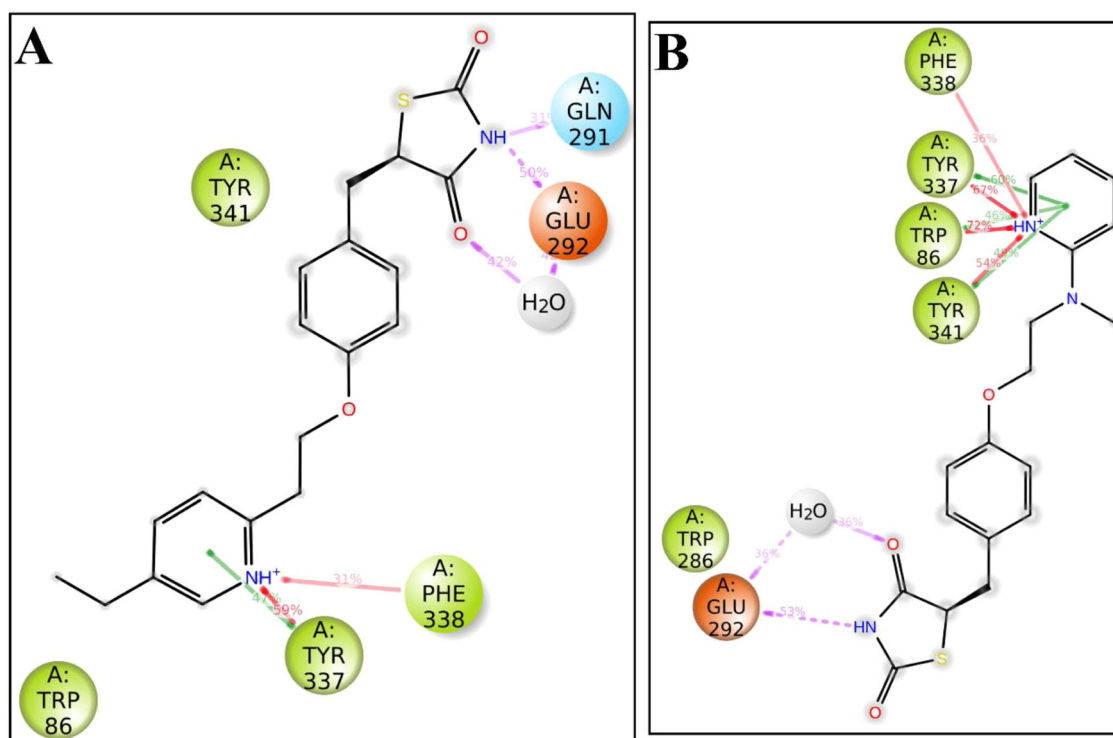 A
O
S
O
NH
31%
A:
GLN
291
50%
A:
GLU
292
O
42%
H₂O
A:
TYR
341
O
NH⁺
31%
47%
59%
A:
PHE
338
A:
TYR
337
A:
TRP
86
B
A:
PHE
338
36%
A:
TYR
337
60%
67%
46%
A:
TRP
86
72%
HN⁺
54%
A:
TYR
341
N
O
H₂O
36%
O
A:
TRP
286
36%
A:
GLU
292
53%
HN
S
O